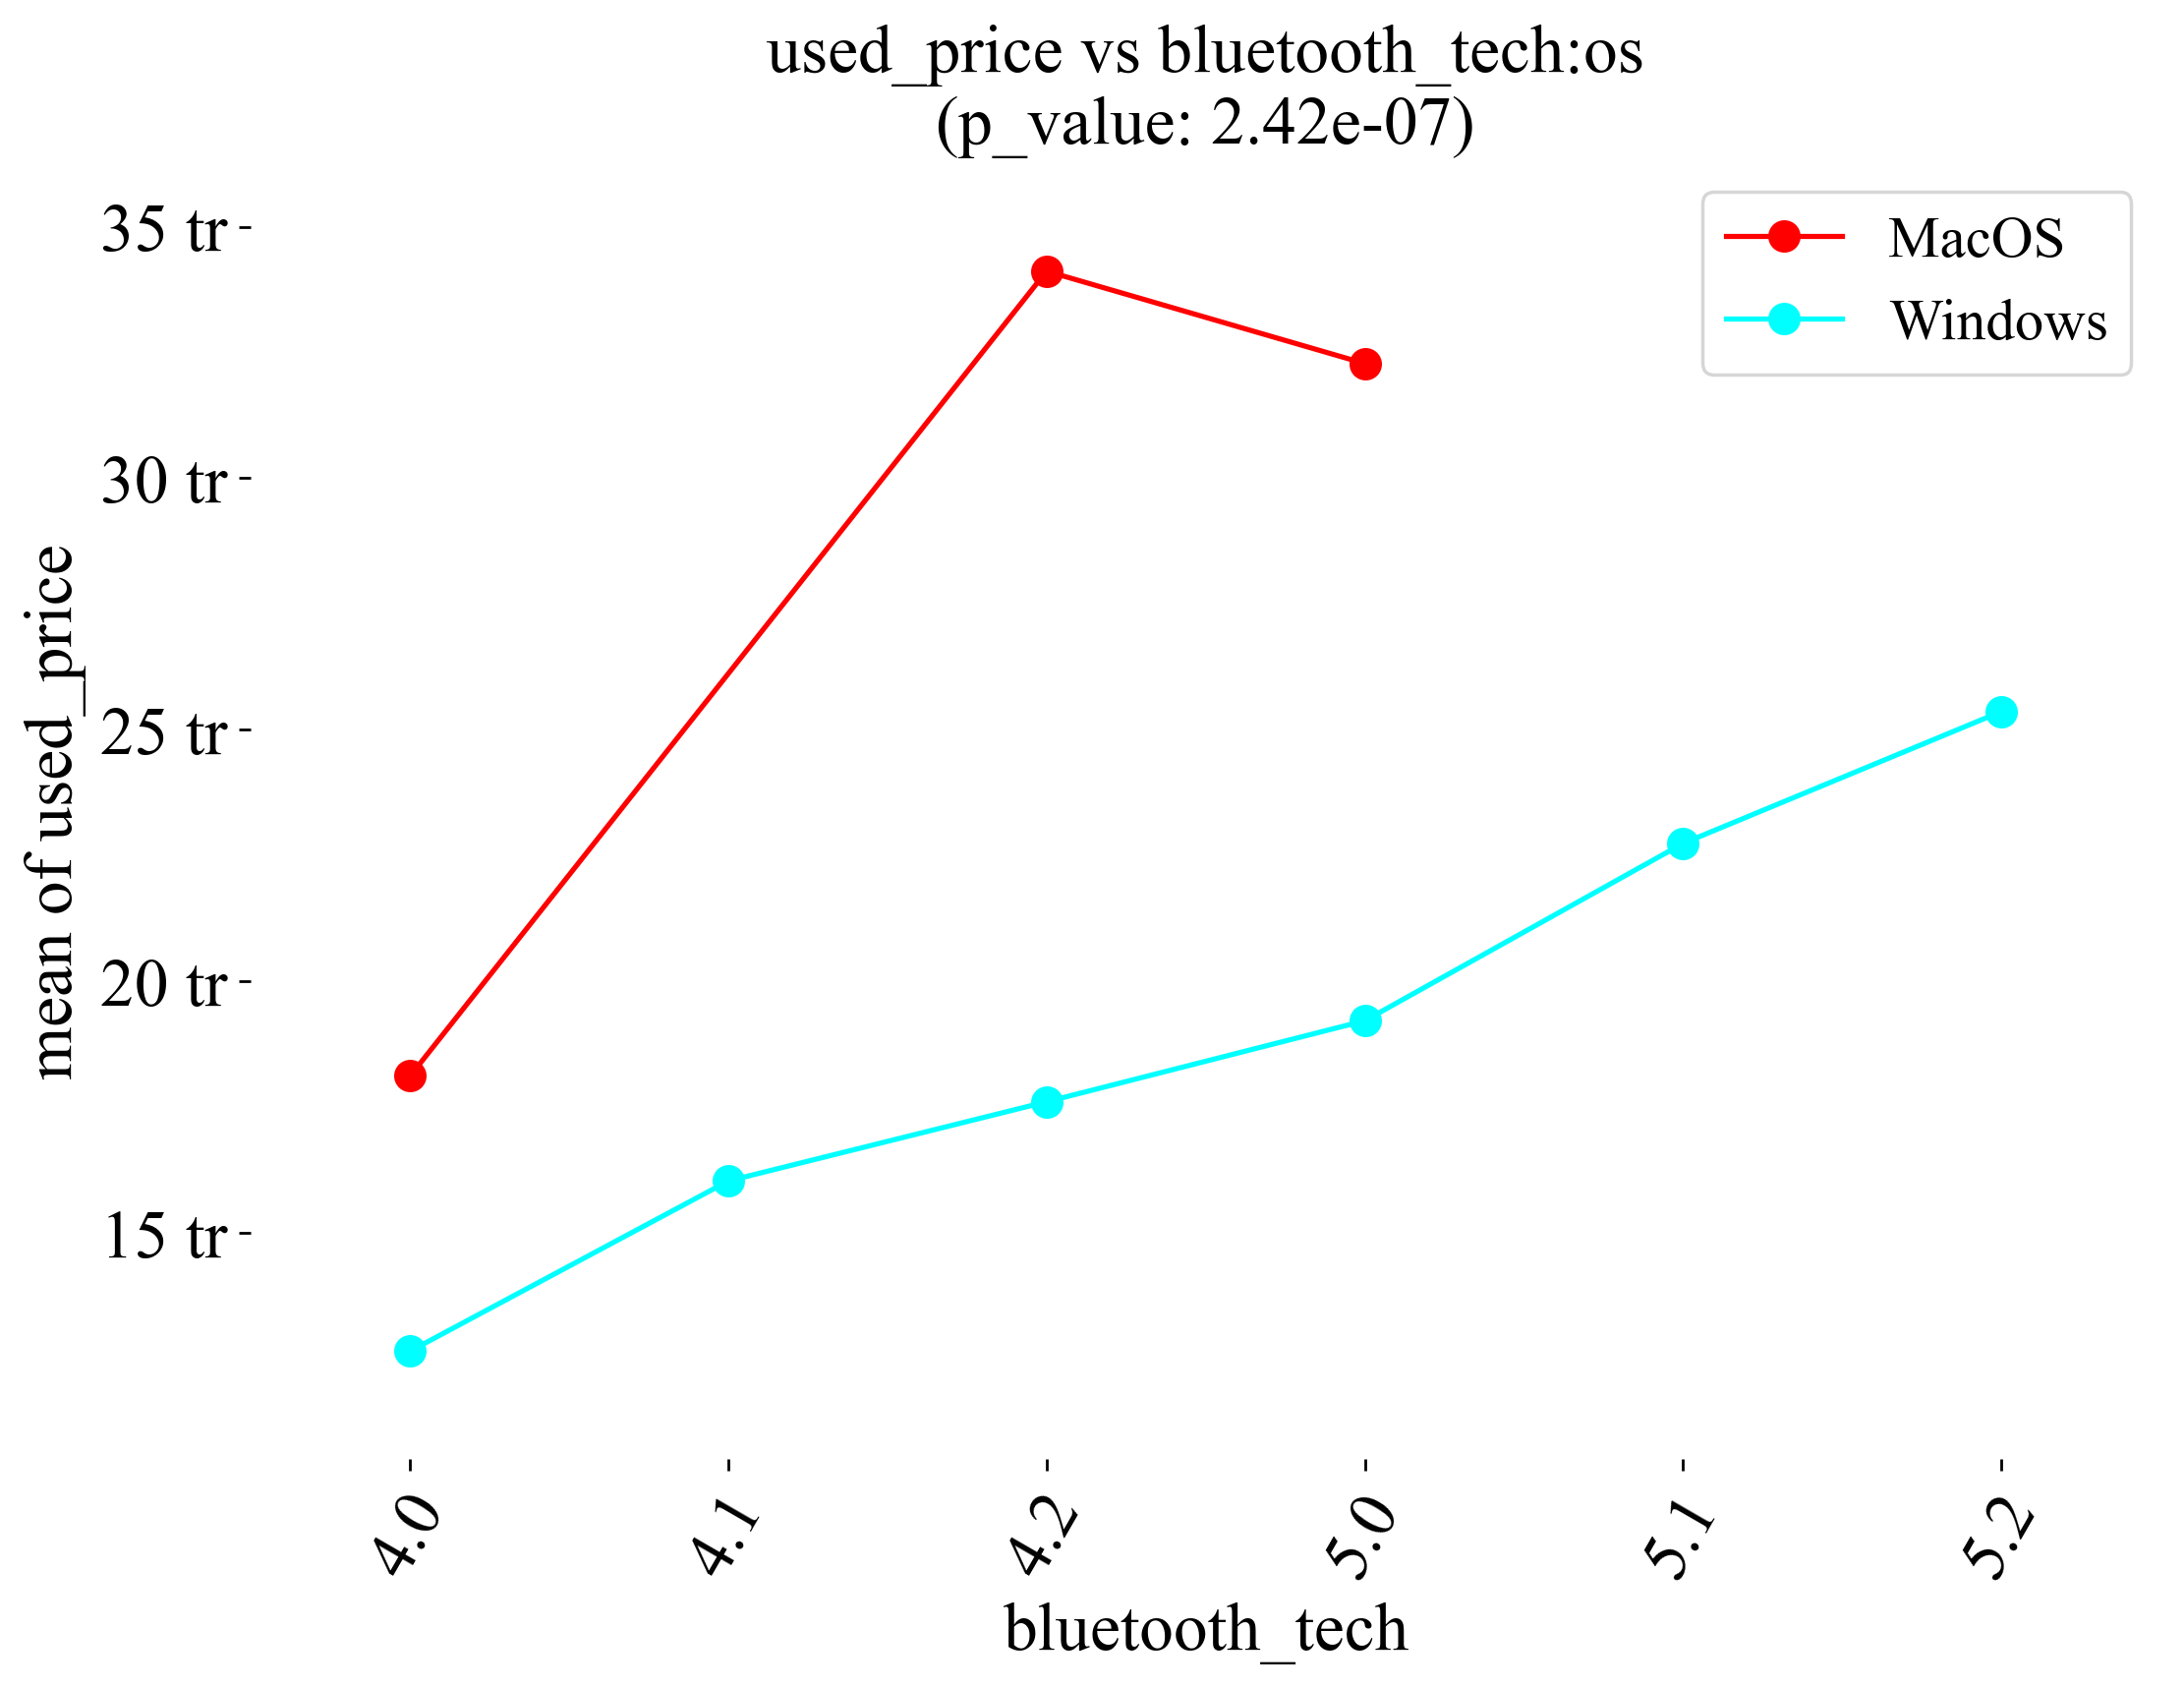 used_price vs bluetooth_tech:os
(p_value: 2.42e-07)
MacOS
Windows
mean of used_price
35 tr
30 tr
25 tr
20 tr
15 tr
4.0
4.1
4.2
5.0
5.1
5.2
bluetooth_tech